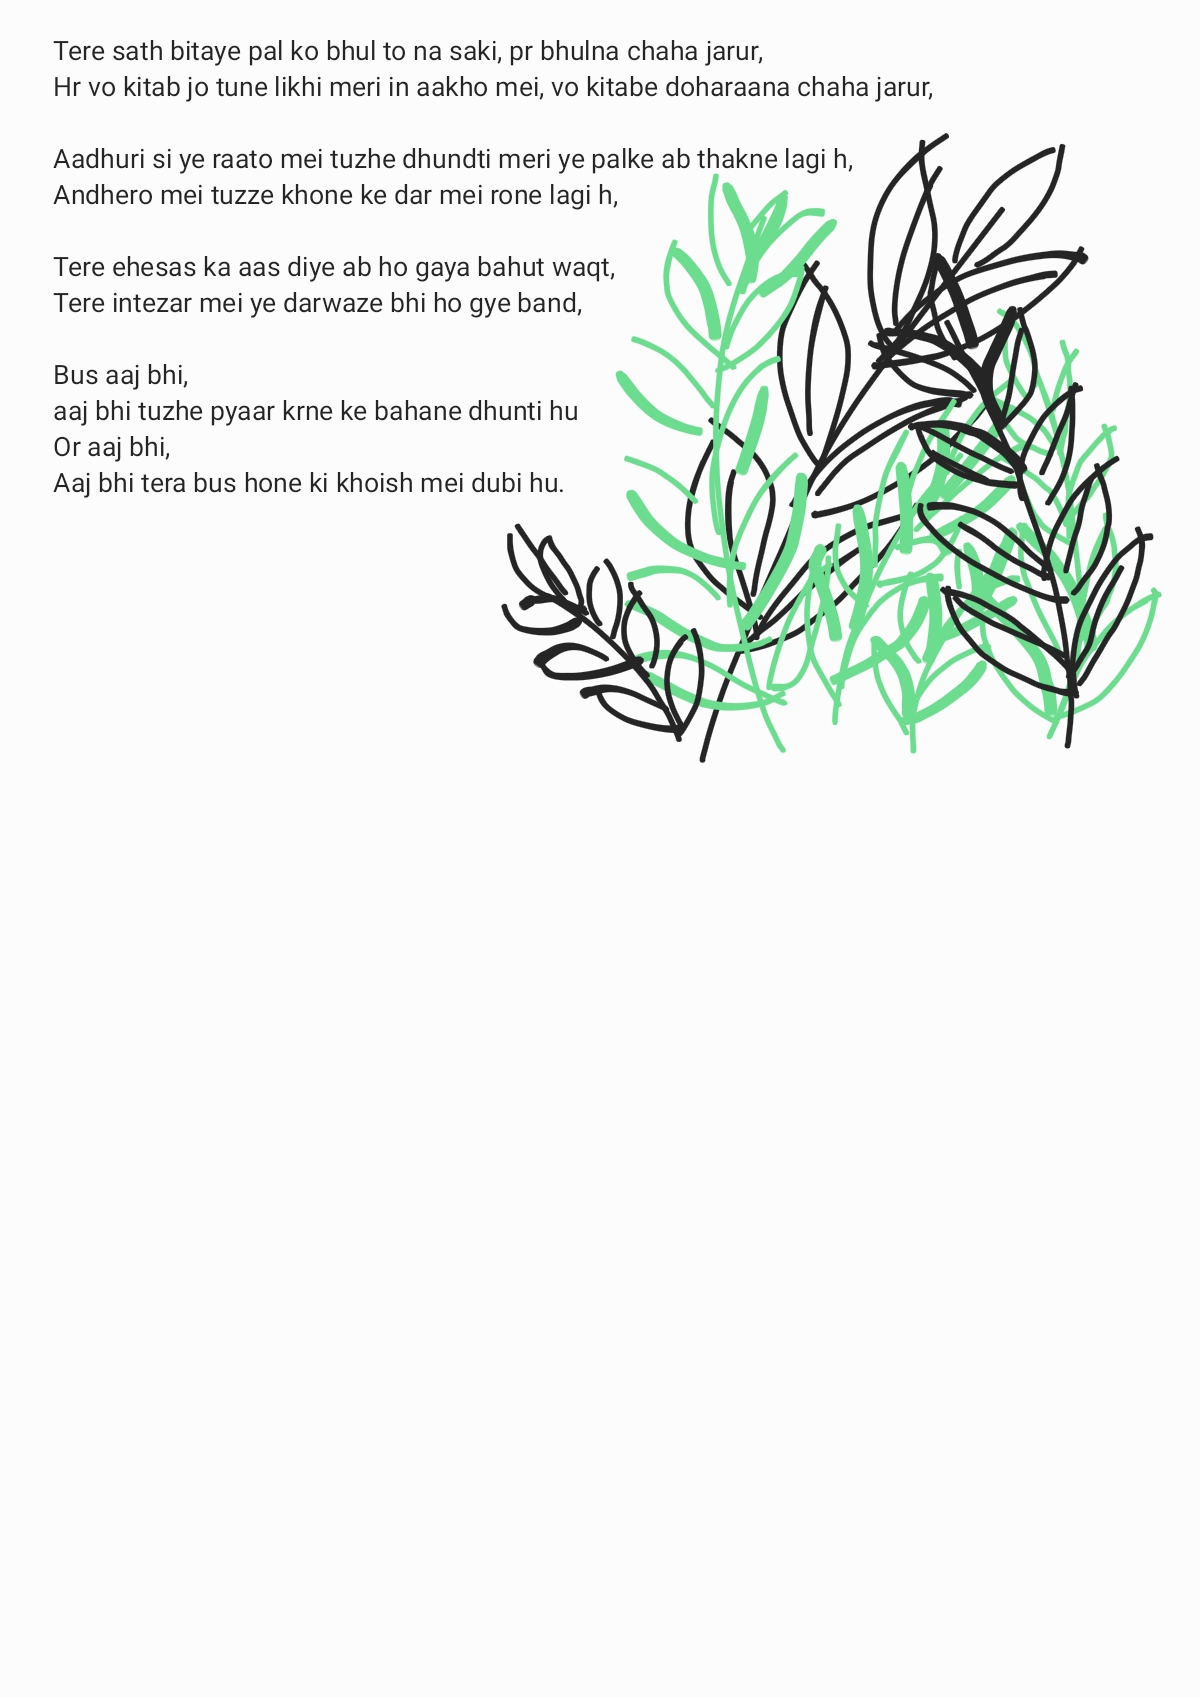 Tere sath bitaye pal ko bhul to na saki, pr bhulna chaha jarur,
Hr vo kitab jo tune likhi meri in aakho mei, vo kitabe doharaana chaha jarur,
Aadhuri si ye raato mei tuzhe dhundti meri ye palke ab thakne lagi h,
Andhero mei tuzze khone ke dar mei rone lagi h,
Tere ehesas ka aas diye ab ho gaya bahut waqt,
Tere intezar mei ye darwaze bhi ho gye band,
Bus aaj bhi,
aaj bhi tuzhe pyaar krne ke bahane dhunti hu
Or aaj bhi,
Aaj bhi tera bus hone ki khoish mei dubi hu.